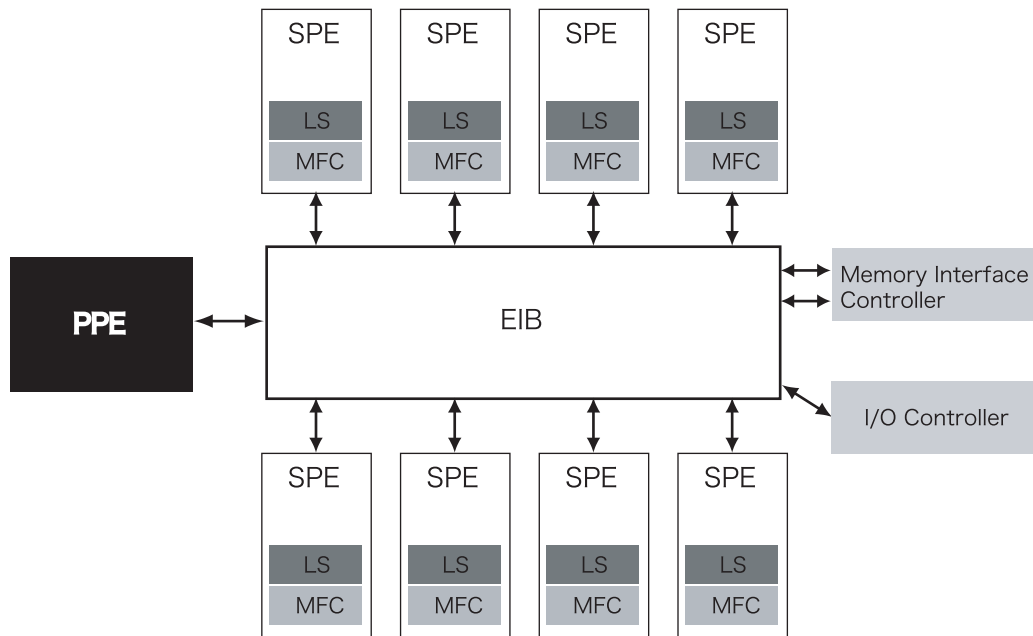 SPE
LS
MFC
SPE
LS
MFC
SPE
LS
MFC
SPE
LS
MFC
PPE
EIB
Memory Interface
Controller
I/O Controller
SPE
LS
MFC
SPE
LS
MFC
SPE
LS
MFC
SPE
LS
MFC